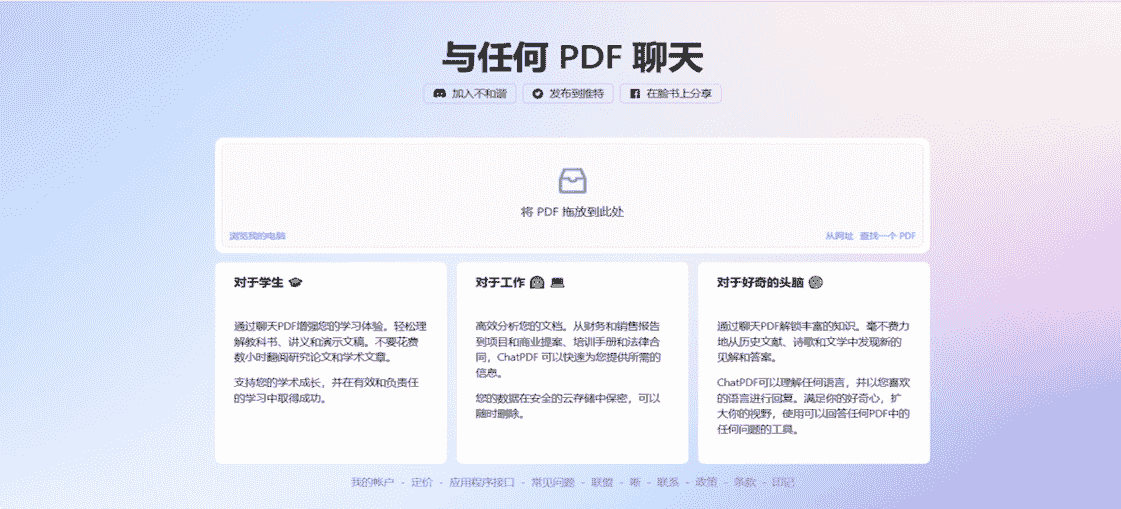 与任何 PDF 聊天
加入不和谐
发布到推特
在脸书上分享
将 PDF 拖放到此处
浏览我的电脑
从网址 查找一个 PDF
对于学生
通过聊天PDF增强您的学习体验。轻松理
解教科书、讲义和演示文稿。不要花费
数小时翻阅研究论文和学术文章。
支持您的学术成长，并在有效和负责任
的学习中取得成功。
对于工作
高效分析您的文档。从财务和销售报告
到项目和商业提案、培训手册和法律合
同，ChatPDF 可以快速为您提供所需的
信息。
您的数据在安全的云存储中保密，可以
随时删除。
对于好奇的头脑
通过聊天PDF解锁丰富的知识。毫不费力
地从历史文献、诗歌和文学中发现新的
见解和答案。
ChatPDF可以理解任何语言，并以您喜欢
的语言进行回复。满足你的好奇心，扩
大你的视野，使用可以回答任何PDF中的
任何问题的工具。
我的帐户 - 定价 - 应用程序接口 - 常见问题 - 联盟 - 晰 - 联系 - 政策 - 条款 - 印记